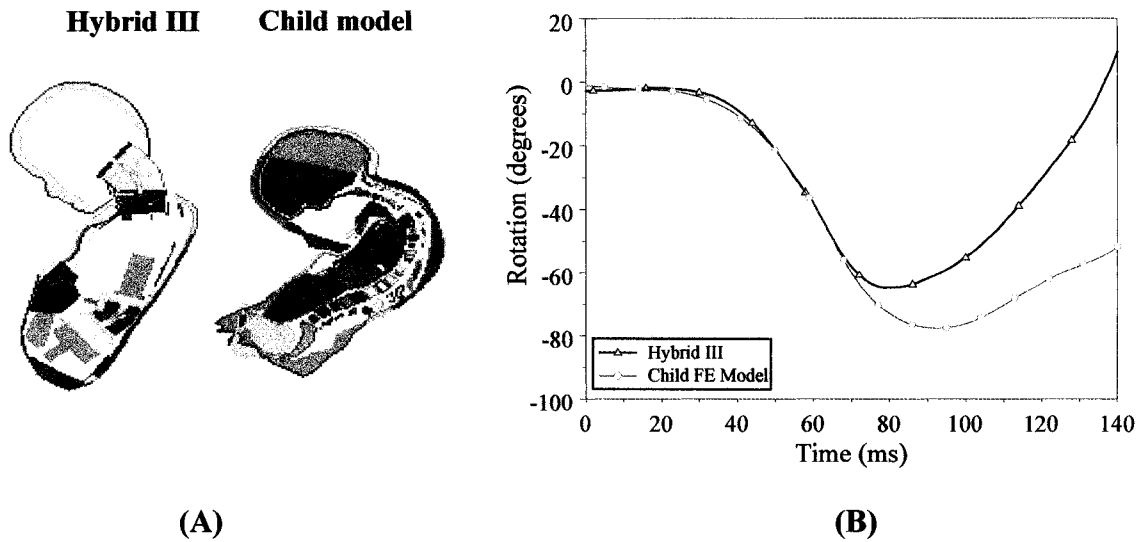 Hybrid III
Child model
20
0
-20
-40
-60
-80
-100
Rotation (degrees)
Hybrid III
Child FE Model
0
20
40
60
80
100
120
140
Time (ms)
(A)
(B)